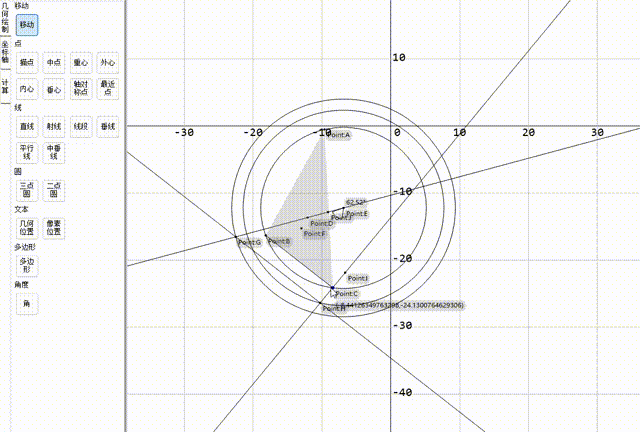 移动
几何绘制
移动
坐标轴
点
描点 中点 重心 外心
计算
内心 垂心 轴对称点 最近点
线
直线 射线 线段 垂线
平行线 中垂线
圆
三点圆 二点圆
文本
几何位置 像素位置
多边形
多边形
角度
角
10
-30 -20 -10 0 10 20 30
Point:A
-10
62.52°
Point:E
Point:D
Point:F
Point:G
Point:B
-20
Point:I
Point:C
Point:H
-30
-40